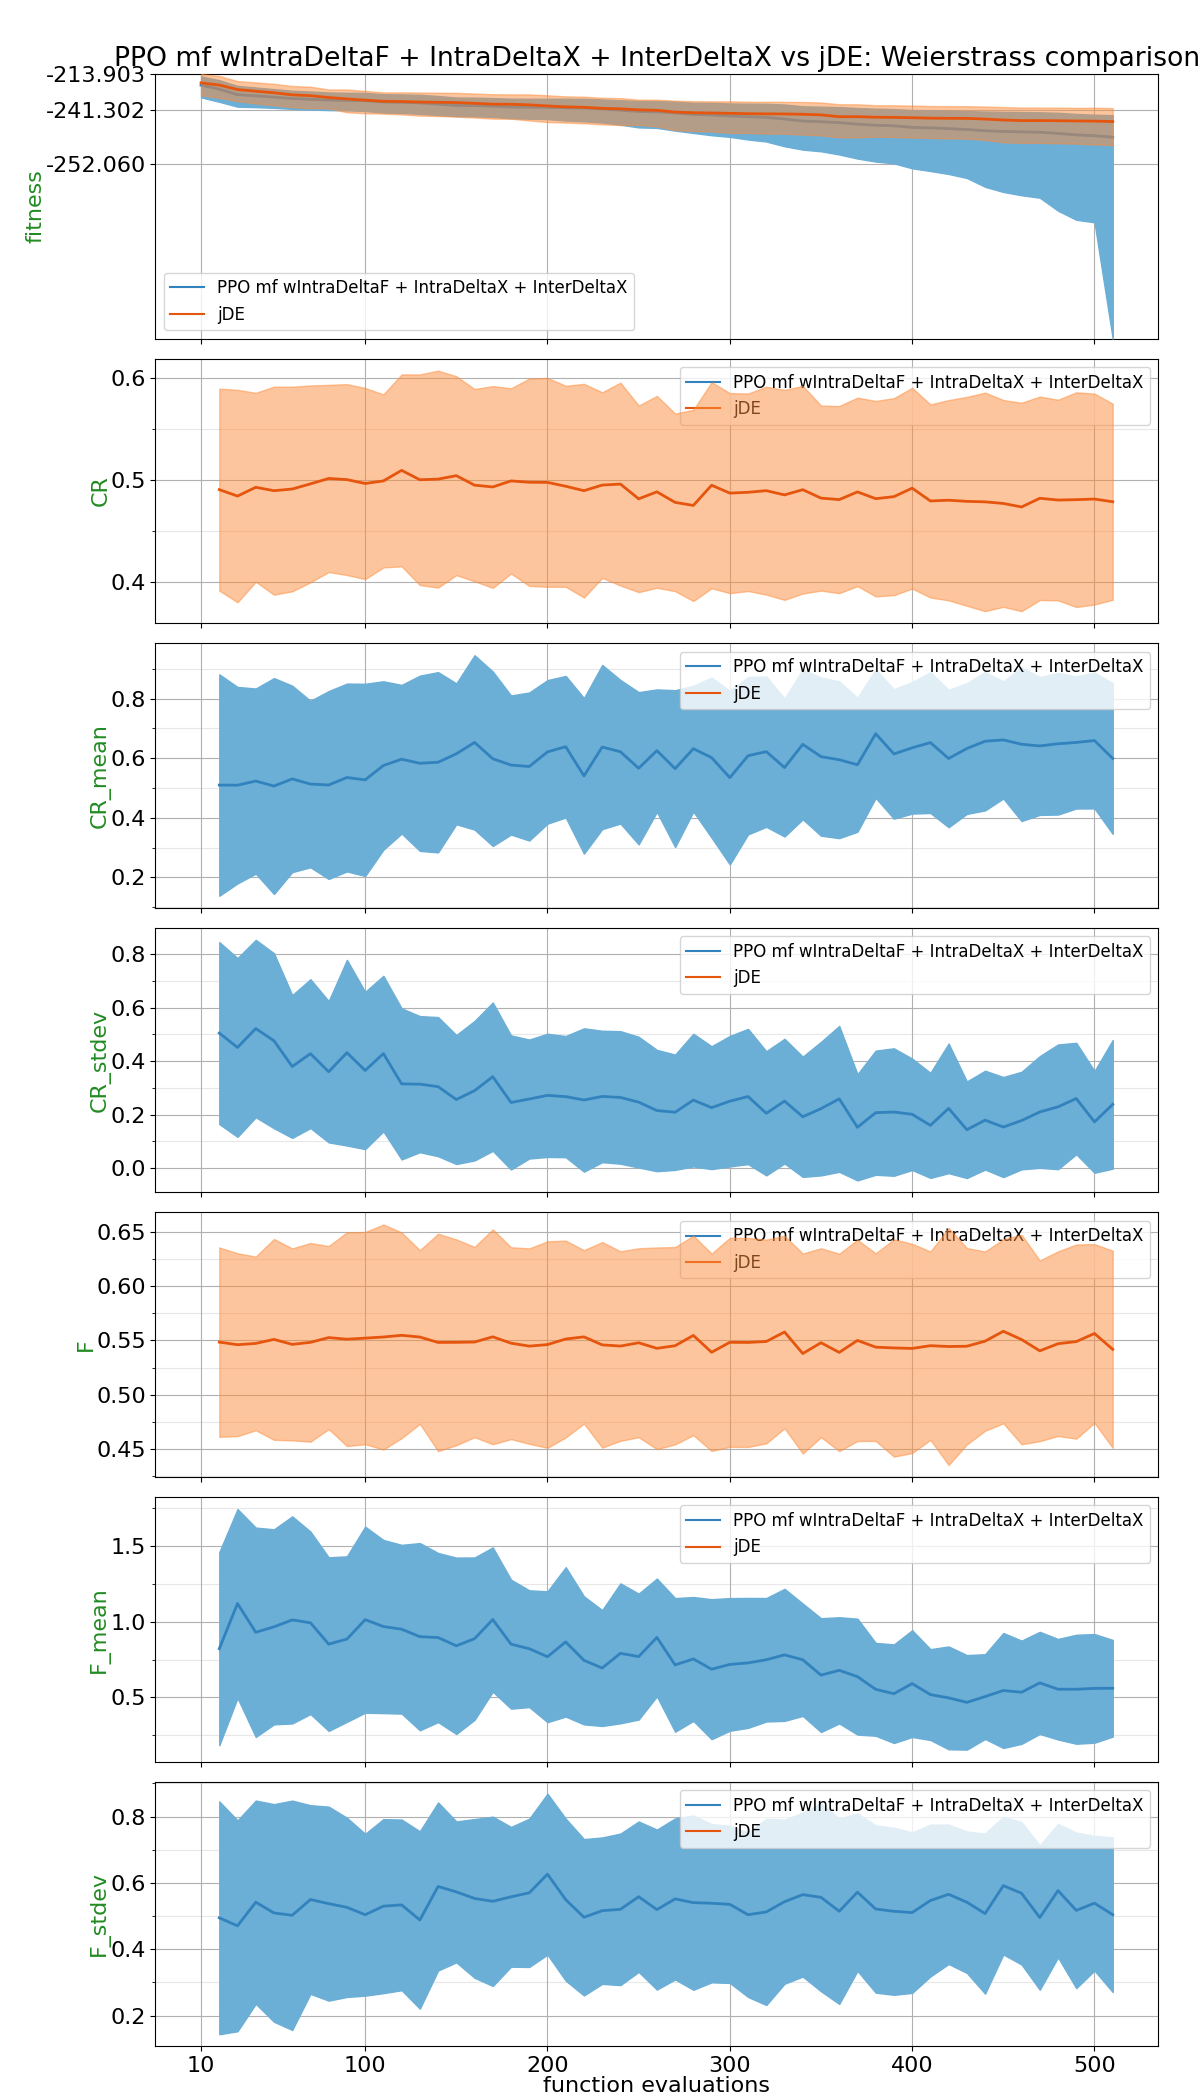 PPO mf wIntraDeltaF + IntraDeltaX + InterDeltaX vs jDE: Weierstrass comparison
-213.903
-241.302
-252.060
fitness
PPO mf wIntraDeltaF + IntraDeltaX + InterDeltaX
jDE
0.6
0.5
0.4
CR
PPO mf wIntraDeltaF + IntraDeltaX + InterDeltaX
jDE
0.8
0.6
0.4
0.2
CR_mean
PPO mf wIntraDeltaF + IntraDeltaX + InterDeltaX
jDE
0.8
0.6
0.4
0.2
0.0
CR_stdev
PPO mf wIntraDeltaF + IntraDeltaX + InterDeltaX
jDE
0.65
0.60
0.55
0.50
0.45
F
PPO mf wIntraDeltaF + IntraDeltaX + InterDeltaX
jDE
1.5
1.0
0.5
F_mean
PPO mf wIntraDeltaF + IntraDeltaX + InterDeltaX
jDE
0.8
0.6
0.4
0.2
F_stdev
PPO mf wIntraDeltaF + IntraDeltaX + InterDeltaX
jDE
10 100 200 300 400 500
function evaluations